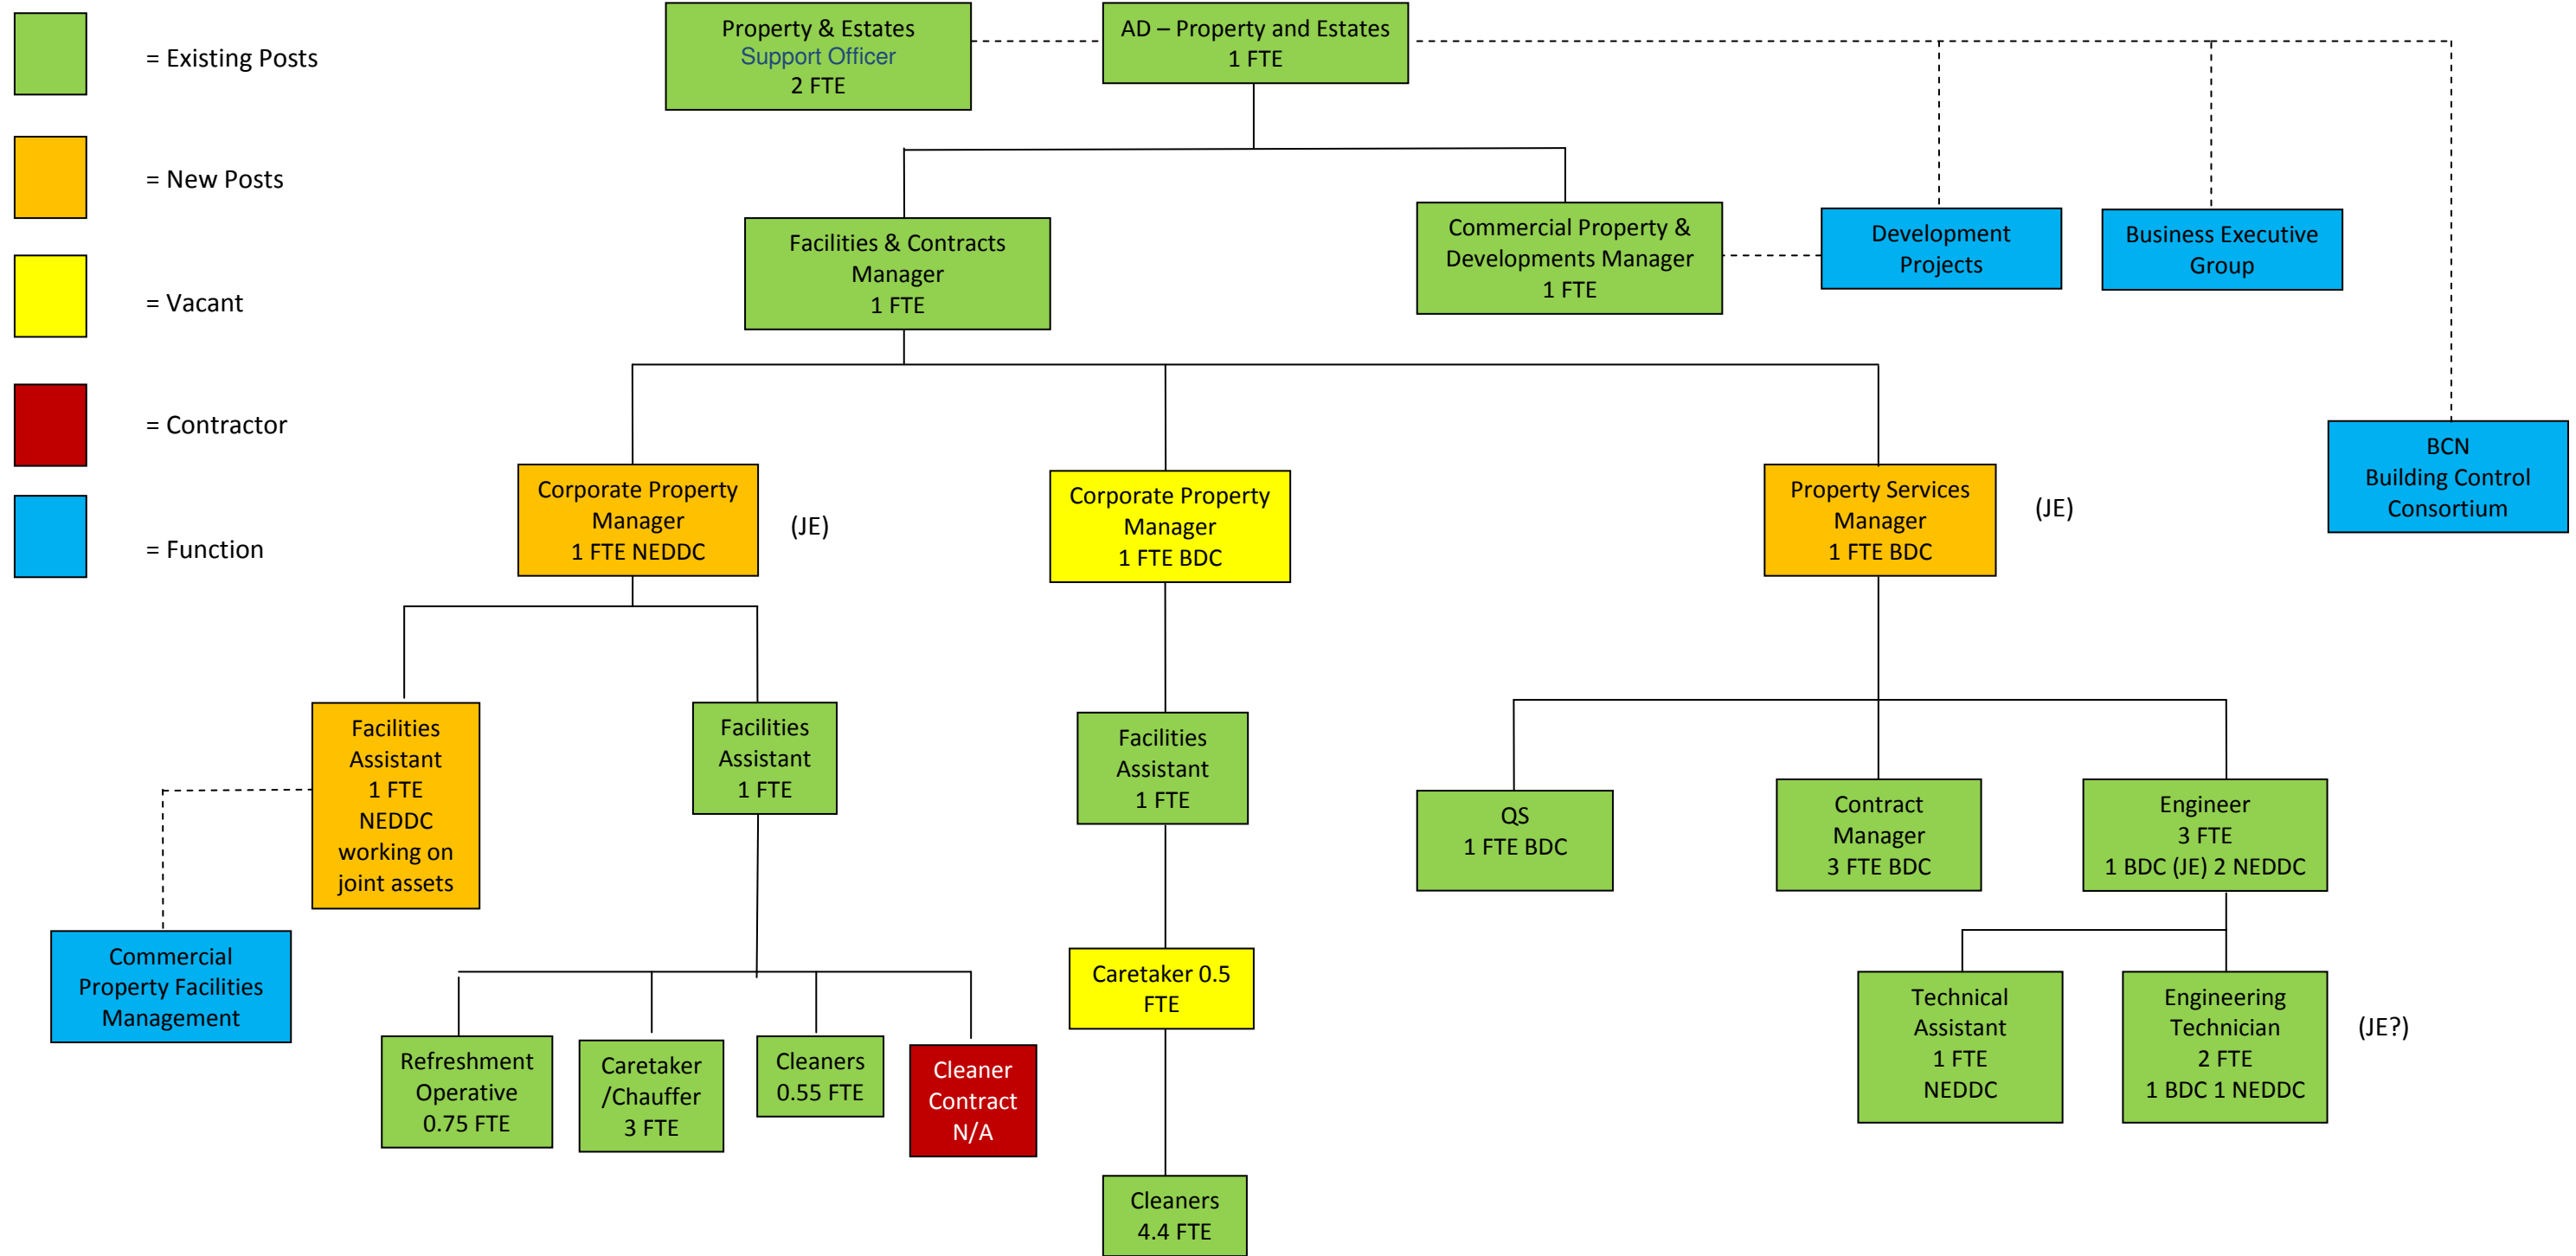 = Existing Posts
= New Posts
= Vacant
= Contractor
= Function
Property & Estates
Support Officer
2 FTE
AD – Property and Estates
1 FTE
Facilities & Contracts
Manager
1 FTE
Commercial Property &
Developments Manager
1 FTE
Development
Projects
Business Executive
Group
BCN
Building Control
Consortium
Corporate Property
Manager
1 FTE NEDDC
(JE)
Corporate Property
Manager
1 FTE BDC
Property Services
Manager
1 FTE BDC
(JE)
Facilities
Assistant
1 FTE
NEDDC
working on
joint assets
Facilities
Assistant
1 FTE
Facilities
Assistant
1 FTE
QS
1 FTE BDC
Contract
Manager
3 FTE BDC
Engineer
3 FTE
1 BDC (JE) 2 NEDDC
Commercial
Property Facilities
Management
Caretaker 0.5
FTE
Technical
Assistant
1 FTE
NEDDC
Engineering
Technician
2 FTE
1 BDC 1 NEDDC
(JE?)
Refreshment
Operative
0.75 FTE
Caretaker
/Chauffer
3 FTE
Cleaners
0.55 FTE
Cleaner
Contract
N/A
Cleaners
4.4 FTE